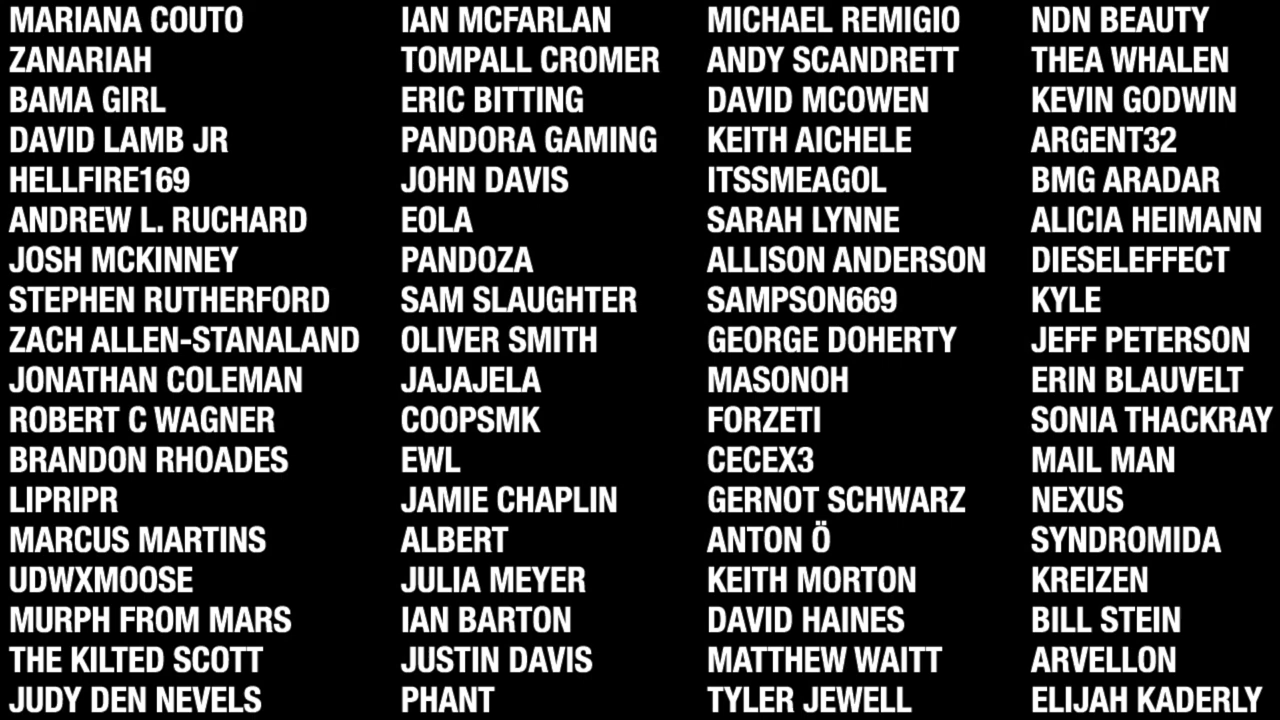 MARIANA COUTO
ZANARIAH
BAMA GIRL
DAVID LAMB JR
HELLFIRE169
ANDREW L. RUCHARD
JOSH MCKINNEY
STEPHEN RUTHERFORD
ZACH ALLEN-STANALAND
JONATHAN COLEMAN
ROBERT C WAGNER
BRANDON RHOADES
LIPRIPR
MARCUS MARTINS
UDWXMOOSE
MURPH FROM MARS
THE KILTED SCOTT
JUDY DEN NEVELS
IAN MCFARLAN
TOMPALL CROMER
ERIC BITTING
PANDORA GAMING
JOHN DAVIS
EOLA
PANDOZA
SAM SLAUGHTER
OLIVER SMITH
JAJAJELA
COOPSMK
EWL
JAMIE CHAPLIN
ALBERT
JULIA MEYER
IAN BARTON
JUSTIN DAVIS
PHANT
MICHAEL REMIGIO
ANDY SCANDRETT
DAVID MCOWEN
KEITH AICHELE
ITSSMEAGOL
SARAH LYNNE
ALLISON ANDERSON
SAMPSON669
GEORGE DOHERTY
MASONOH
FORZETI
CECEX3
GERNOT SCHWARZ
ANTON Ö
KEITH MORTON
DAVID HAINES
MATTHEW WAITT
TYLER JEWELL
NDN BEAUTY
THEA WHALEN
KEVIN GODWIN
ARGENT32
BMG ARADAR
ALICIA HEIMANN
DIESELEFFECT
KYLE
JEFF PETERSON
ERIN BLAUVELT
SONIA THACKRAY
MAIL MAN
NEXUS
SYNDROMIDA
KREIZEN
BILL STEIN
ARVELLON
ELIJAH KADERLY